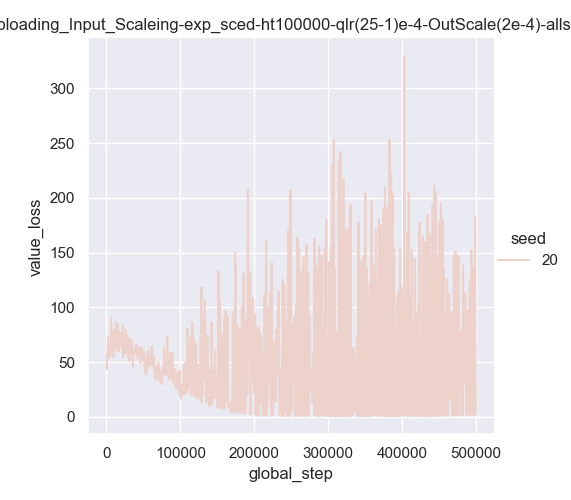 oloading_Input_Scaleing-exp_sced-ht100000-qlr(25-1)e-4-OutScale(2e-4)-alls
300
250
200
150
100
50
0
value_loss
0 100000 200000 300000 400000 500000
global_step
seed
20